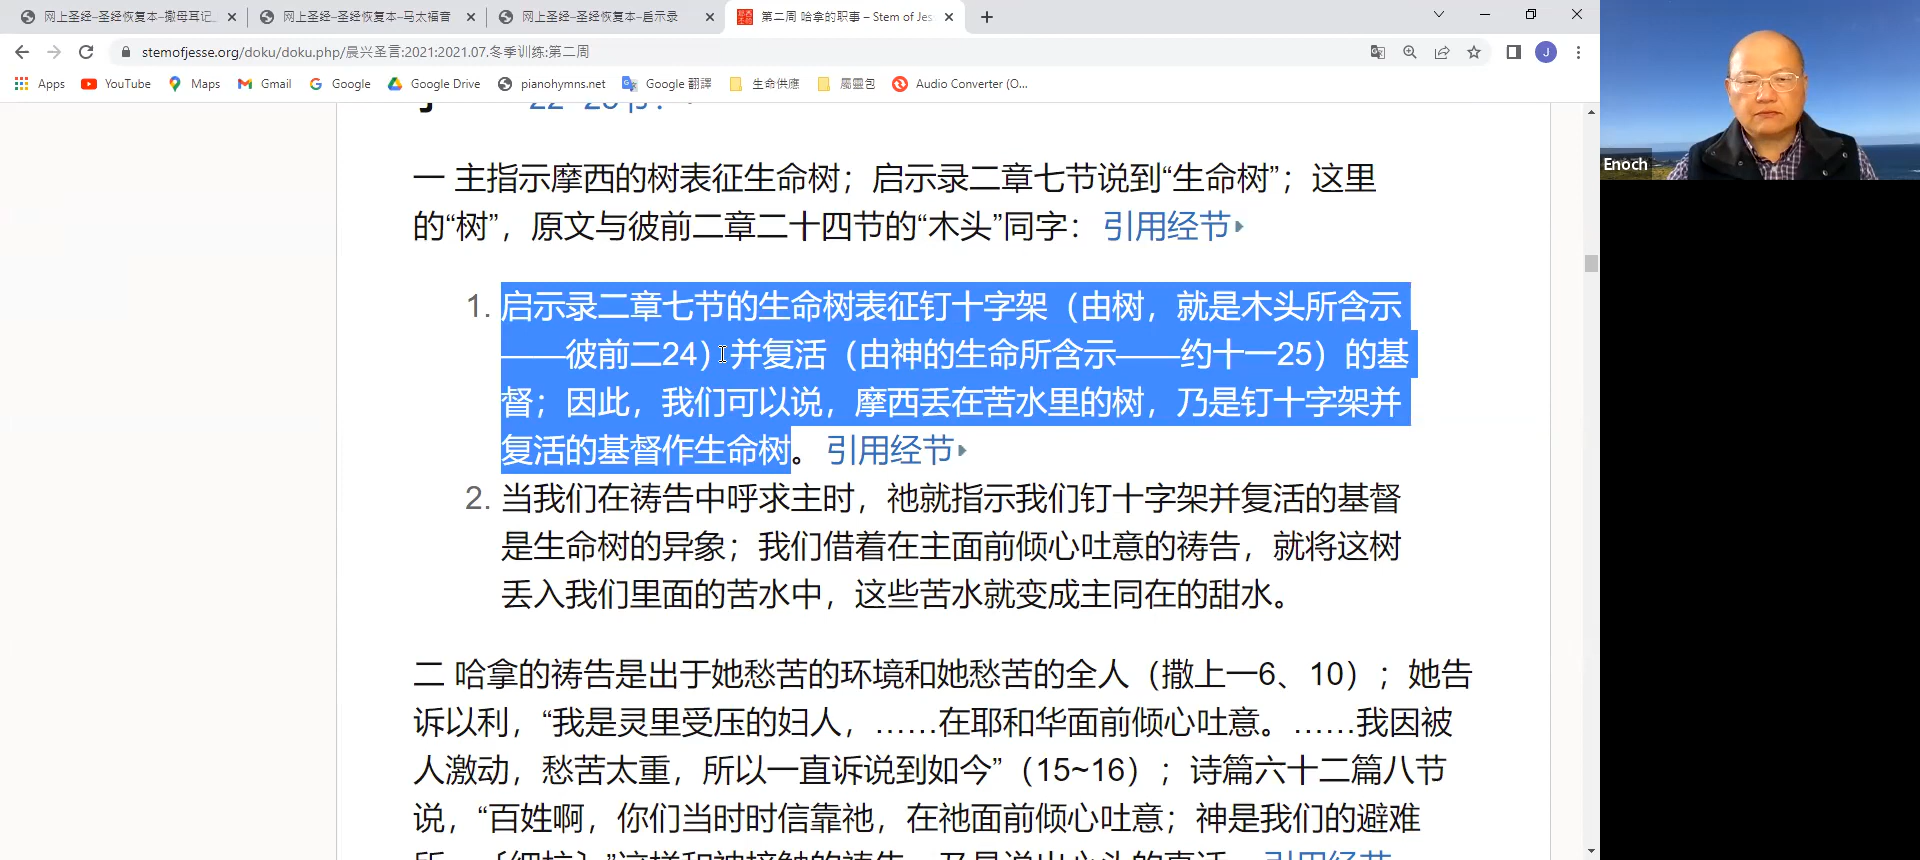 网上圣经–圣经恢复本–撒母耳记
网上圣经–圣经恢复本–马太福音
网上圣经–圣经恢复本–启示录
第二周 哈拿的职事 – Stem of Jes
stemofjesse.org/doku/doku.php/晨兴圣言:2021:2021.07.冬季训练:第二周
J
Apps YouTube Maps Gmail Google Google Drive pianohymns.net Google 翻譯 生命供應 屬靈包 Audio Converter (O...
一 主指示摩西的树表征生命树；启示录二章七节说到“生命树”；这里
的“树”，原文与彼前二章二十四节的“木头”同字： 引用经节
1. 启示录二章七节的生命树表征钉十字架（由树，就是木头所含示
——彼前二24）并复活（由神的生命所含示——约十一25）的基
督；因此，我们可以说，摩西丢在苦水里的树，乃是钉十字架并
复活的基督作生命树。 引用经节
2. 当我们在祷告中呼求主时，祂就指示我们钉十字架并复活的基督
是生命树的异象；我们借着在主面前倾心吐意的祷告，就将这树
丢入我们里面的苦水中，这些苦水就变成主同在的甜水。
二 哈拿的祷告是出于她愁苦的环境和她愁苦的全人（撒上一6、10）；她告
诉以利，“我是灵里受压的妇人，……在耶和华面前倾心吐意。……我因被
人激动，愁苦太重，所以一直诉说到如今”（15~16）；诗篇六十二篇八节
说，“百姓啊，你们当时时信靠祂，在祂面前倾心吐意；神是我们的避难
Enoch